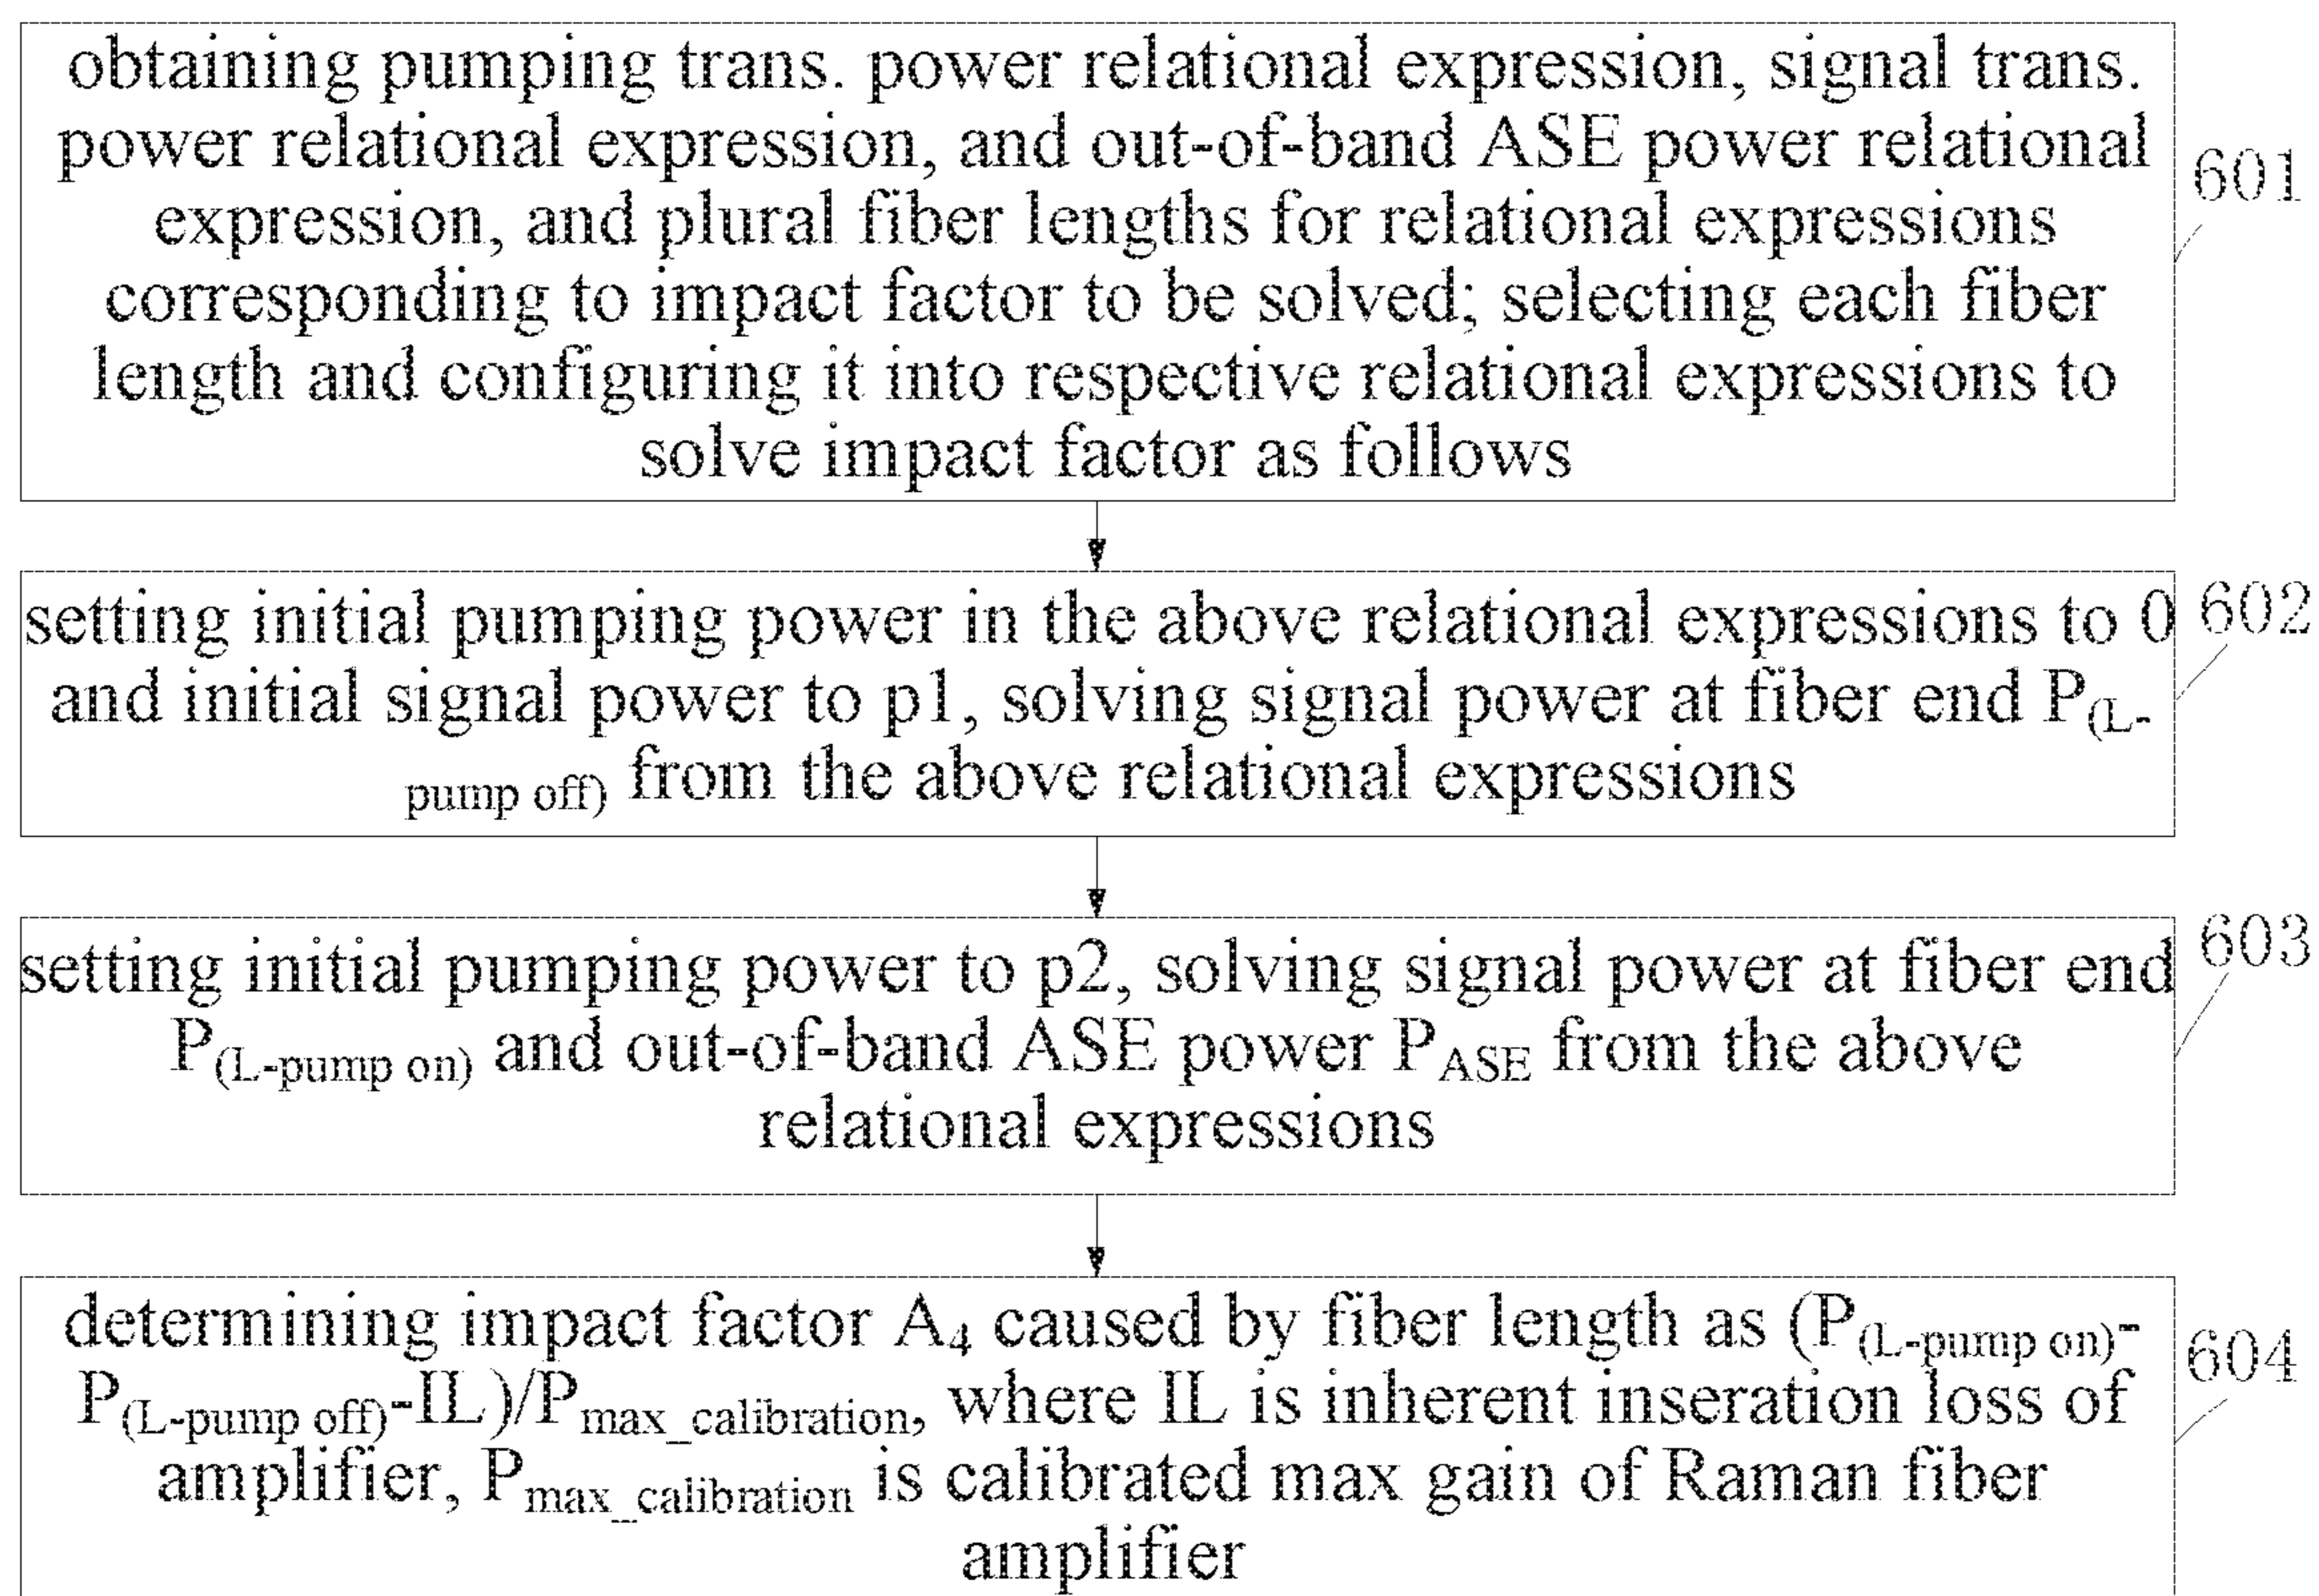 obtaining pumping trans. power relational expression, signal trans.
power relational expression, and out-of-band ASE power relational
expression, and plural fiber lengths for relational expressions
corresponding to impact factor to be solved; selecting each fiber
length and configuring it into respective relational expressions to
solve impact factor as follows
601
setting initial pumping power in the above relational expressions to 0
and initial signal power to p1, solving signal power at fiber end P(L-
pump off) from the above relational expressions
602
setting initial pumping power to p2, solving signal power at fiber end
P(L-pump on) and out-of-band ASE power PASE from the above
relational expressions
603
determining impact factor A4 caused by fiber length as (P(L-pump on)-
P(L-pump off)-IL)/Pmax_calibration, where IL is inherent inseration loss of
amplifier, Pmax_calibration is calibrated max gain of Raman fiber
amplifier
604